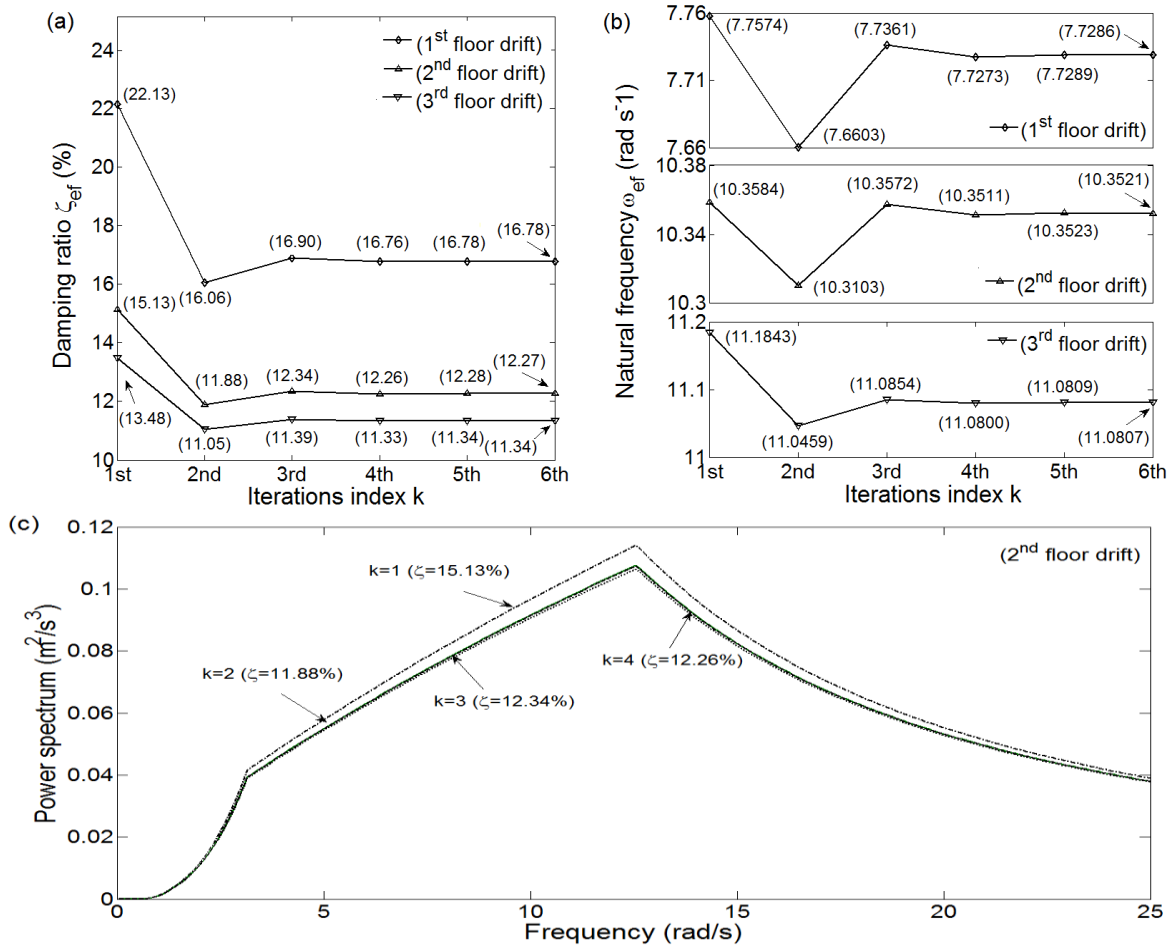 (a)
Damping ratio ζef (%)
24
22
20
18
16
14
12
10
(1st floor drift)
(2nd floor drift)
(3rd floor drift)
(22.13)
(16.06)
(16.90)
(16.76)
(16.78)
(16.78)
(15.13)
(11.88)
(12.34)
(12.26)
(12.28)
(12.27)
(13.48)
(11.05)
(11.39)
(11.33)
(11.34)
(11.34)
1st 2nd 3rd 4th 5th 6th
Iterations index k
(b)
Natural frequency ωef (rad s-1)
7.76
7.71
7.66
(7.7574)
(7.6603)
(7.7361)
(7.7273)
(7.7289)
(7.7286)
(1st floor drift)
10.38
10.34
10.3
(10.3584)
(10.3103)
(10.3572)
(10.3511)
(10.3523)
(10.3521)
(2nd floor drift)
11.2
11.1
11
(11.1843)
(11.0459)
(11.0854)
(11.0800)
(11.0809)
(11.0807)
(3rd floor drift)
1st 2nd 3rd 4th 5th 6th
Iterations index k
(c)
Power spectrum (m2/s3)
0.12
0.1
0.08
0.06
0.04
0.02
0
(2nd floor drift)
k=1 (ζ=15.13%)
k=2 (ζ=11.88%)
k=3 (ζ=12.34%)
k=4 (ζ=12.26%)
0 5 10 15 20 25
Frequency (rad/s)